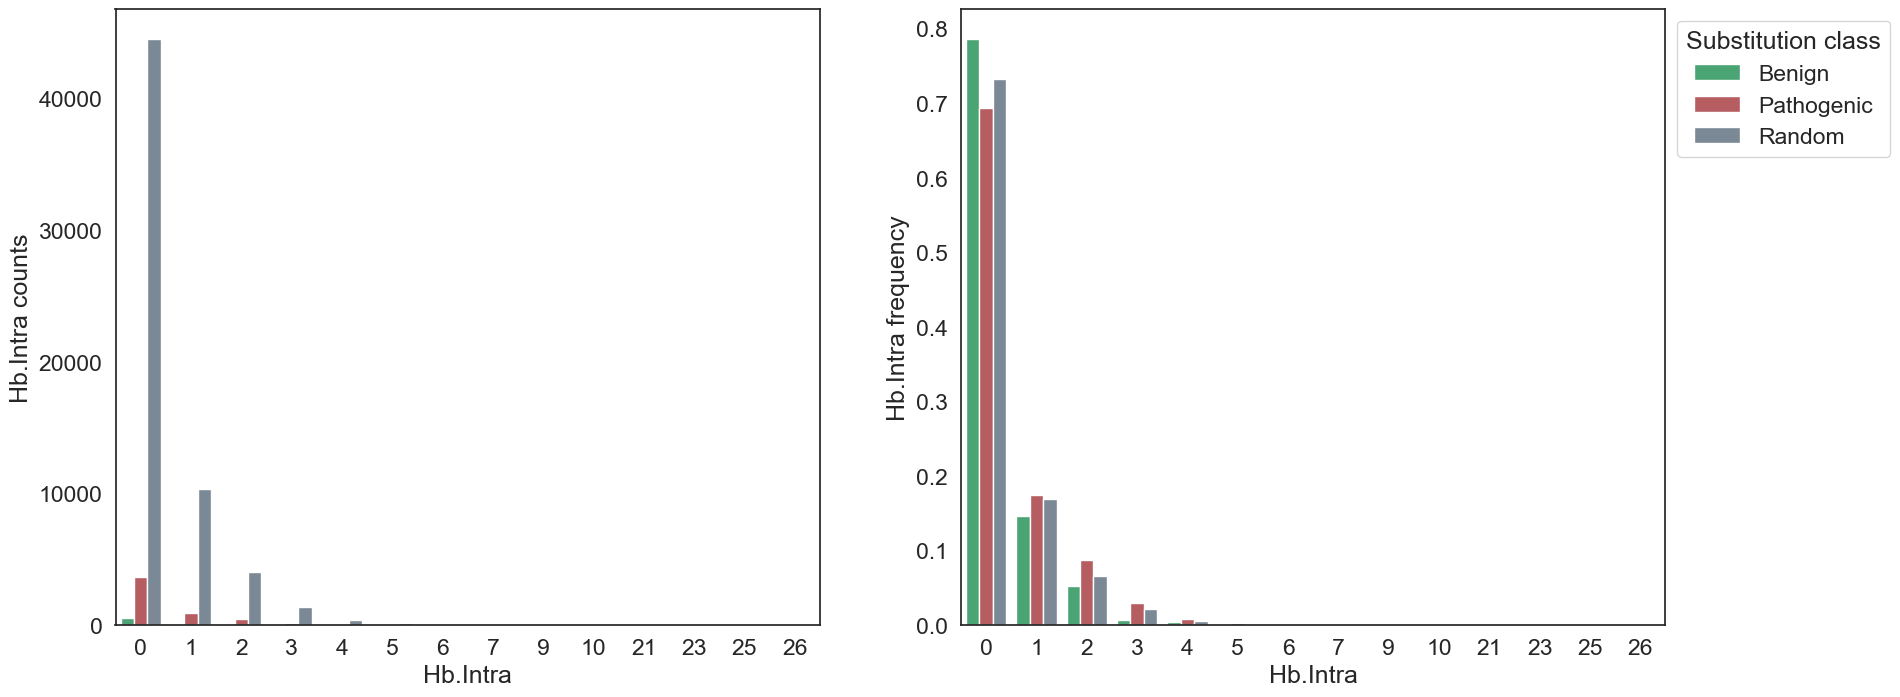 Hb.Intra counts
40000
30000
20000
10000
0
0 1 2 3 4 5 6 7 9 10 21 23 25 26
Hb.Intra
Hb.Intra frequency
0.8
0.7
0.6
0.5
0.4
0.3
0.2
0.1
0.0
0 1 2 3 4 5 6 7 9 10 21 23 25 26
Hb.Intra
Substitution class
Benign
Pathogenic
Random